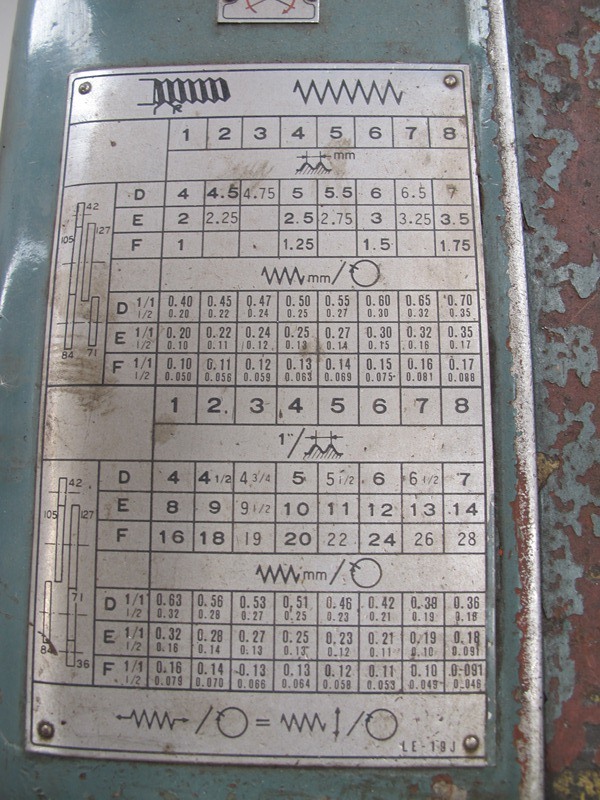 1 2 3 4 5 6 7 8
mm
D 4 4.5 4.75 5 5.5 6 6.5 7
E 2 2.25 2.5 2.75 3 3.25 3.5
F 1 1.25 1.5 1.75
42
127
105
84 71
mm/
D 1/1 0.40 0.45 0.47 0.50 0.55 0.60 0.65 0.70
1/2 0.20 0.22 0.24 0.25 0.27 0.30 0.32 0.35
E 1/1 0.20 0.22 0.24 0.25 0.27 0.30 0.32 0.35
1/2 0.10 0.11 0.12 0.13 0.14 0.15 0.16 0.17
F 1/1 0.10 0.11 0.12 0.13 0.14 0.15 0.16 0.17
1/2 0.050 0.056 0.059 0.063 0.069 0.075 0.081 0.088
1 2 3 4 5 6 7 8
1"/
D 4 4 1/2 4 3/4 5 5 1/2 6 6 1/2 7
E 8 9 9 1/2 10 11 12 13 14
F 16 18 19 20 22 24 26 28
42
105 127
71
84
36
mm/
D 1/1 0.63 0.56 0.53 0.51 0.46 0.42 0.39 0.36
1/2 0.32 0.28 0.27 0.25 0.23 0.21 0.19 0.18
E 1/1 0.32 0.28 0.27 0.25 0.23 0.21 0.19 0.18
1/2 0.16 0.14 0.13 0.13 0.12 0.11 0.10 0.091
F 1/1 0.16 0.14 0.13 0.13 0.12 0.11 0.10 0.091
1/2 0.079 0.070 0.066 0.064 0.058 0.053 0.049 0.046
/ = /
LE-19J